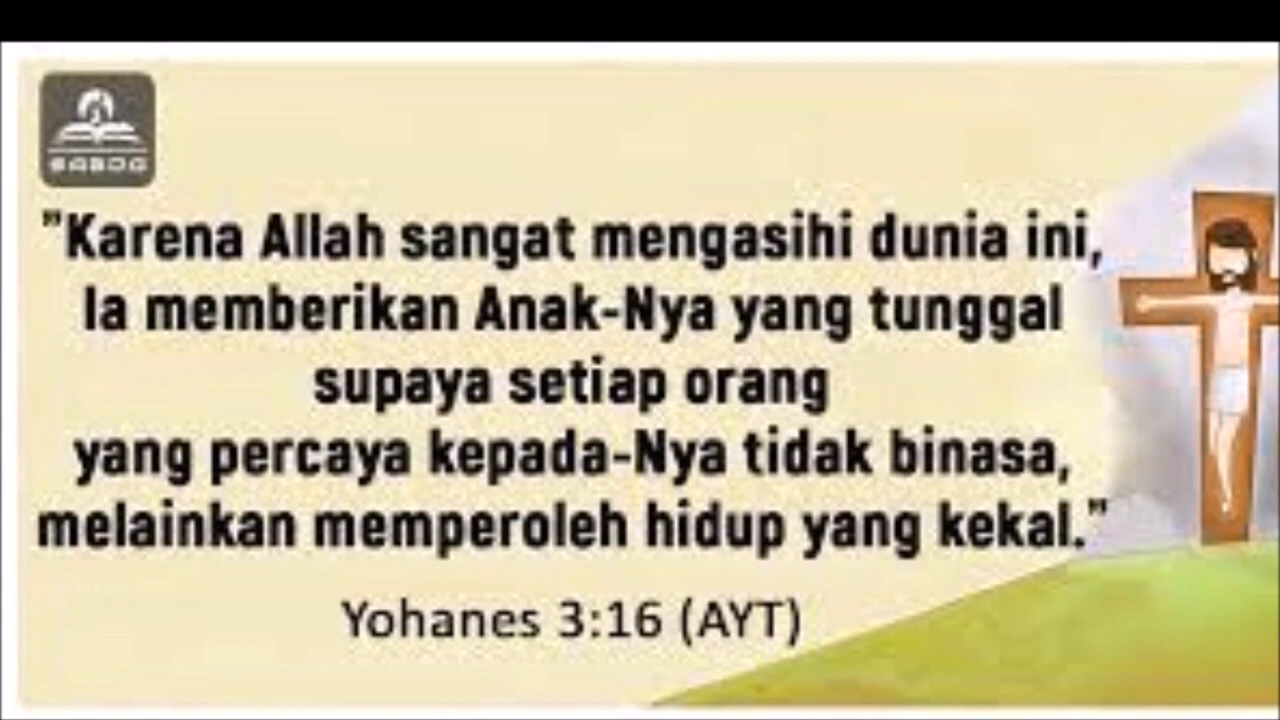 SABDA
"Karena Allah sangat mengasihi dunia ini,
Ia memberikan Anak-Nya yang tunggal
supaya setiap orang
yang percaya kepada-Nya tidak binasa,
melainkan memperoleh hidup yang kekal."
Yohanes 3:16 (AYT)